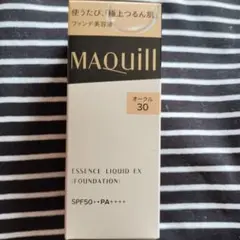 使うたび、「極上つるん肌」
ファンデ美容液
MAQuill
オークル
30
ESSENCE LIQUID EX
(FOUNDATION)
SPF50++PA++++